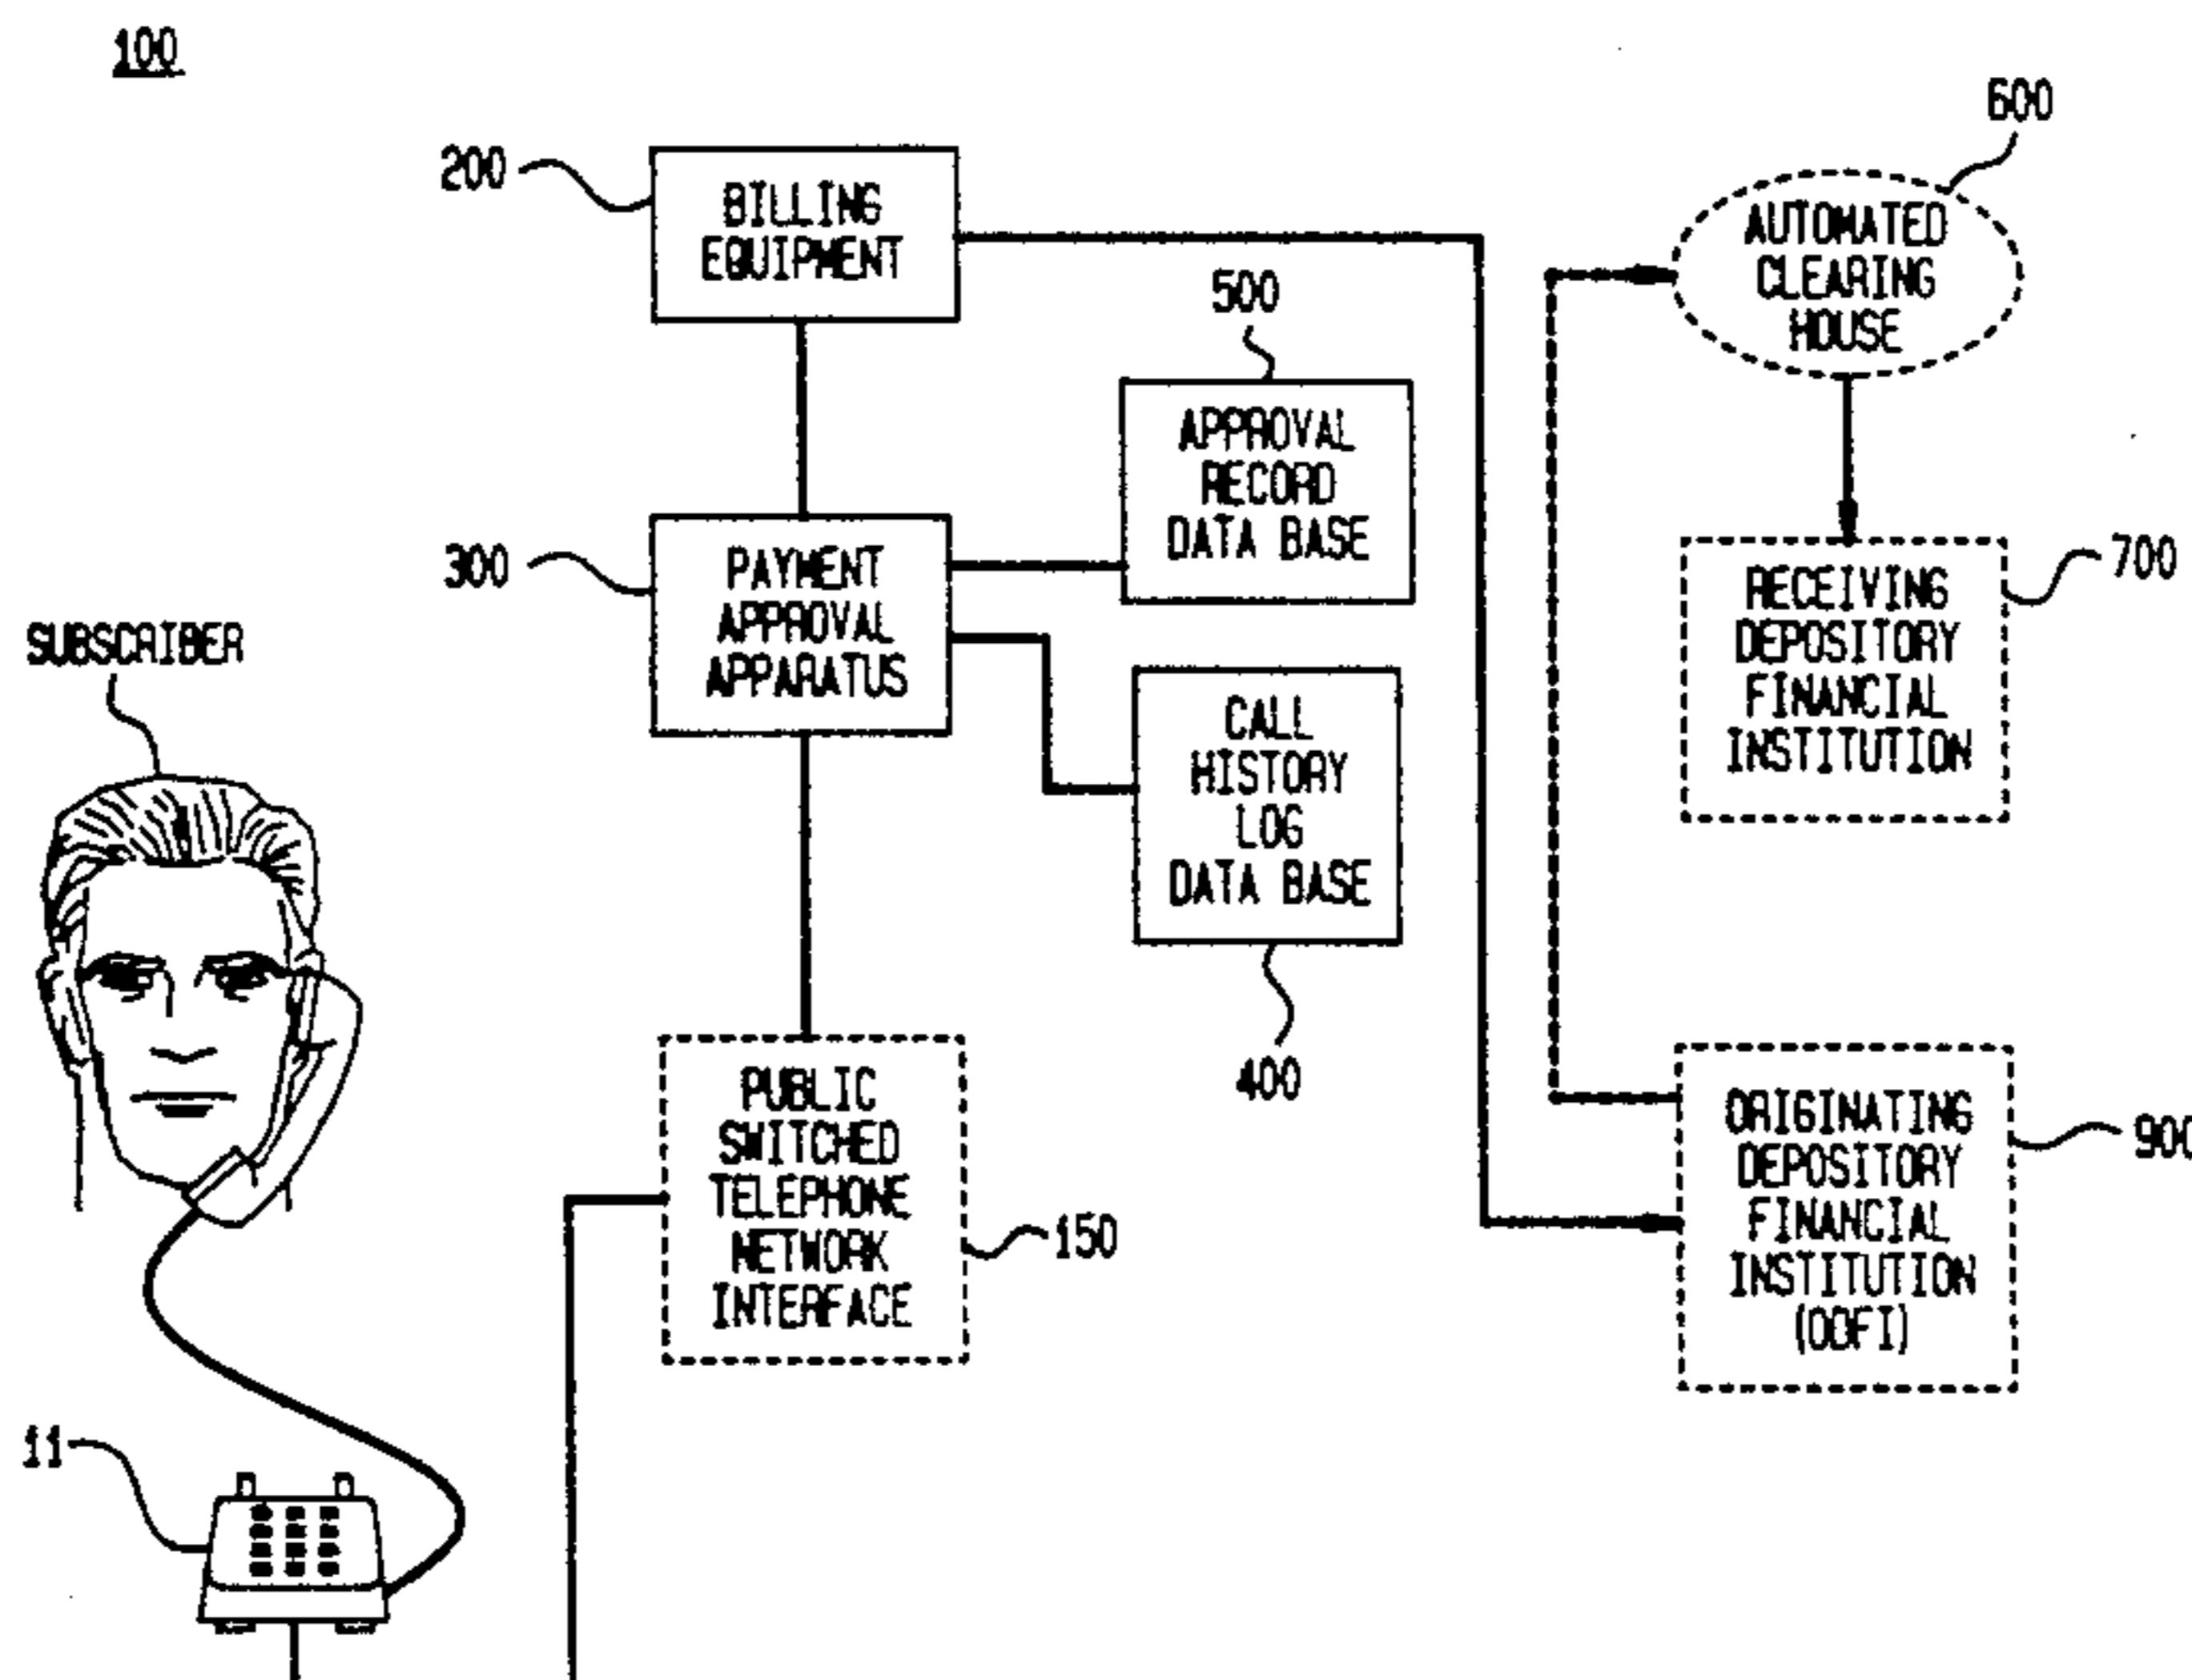 100
200
BILLING
EQUIPMENT
600
AUTOMATED
CLEARING
HOUSE
500
APPROVAL
RECORD
DATA BASE
300
PAYMENT
APPROVAL
APPARATUS
RECEIVING
DEPOSITORY
FINANCIAL
INSTITUTION
700
SUBSCRIBER
CALL
HISTORY
LOG
DATA BASE
400
PUBLIC
SWITCHED
TELEPHONE
NETWORK
INTERFACE
150
ORIGINATING
DEPOSITORY
FINANCIAL
INSTITUTION
(ODFI)
900
11